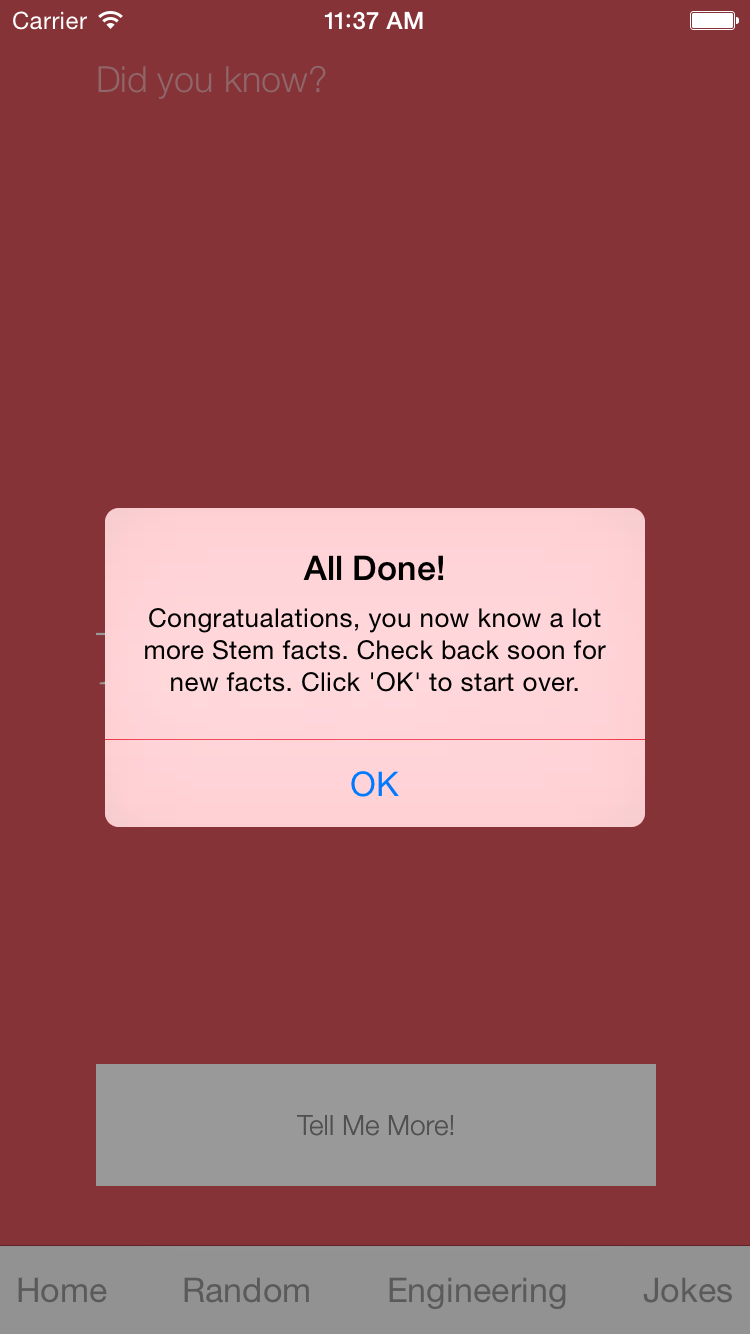 Carrier 11:37 AM
Did you know?
All Done!
Congratualations, you now know a lot
more Stem facts. Check back soon for
new facts. Click 'OK' to start over.
OK
Tell Me More!
Home Random Engineering Jokes